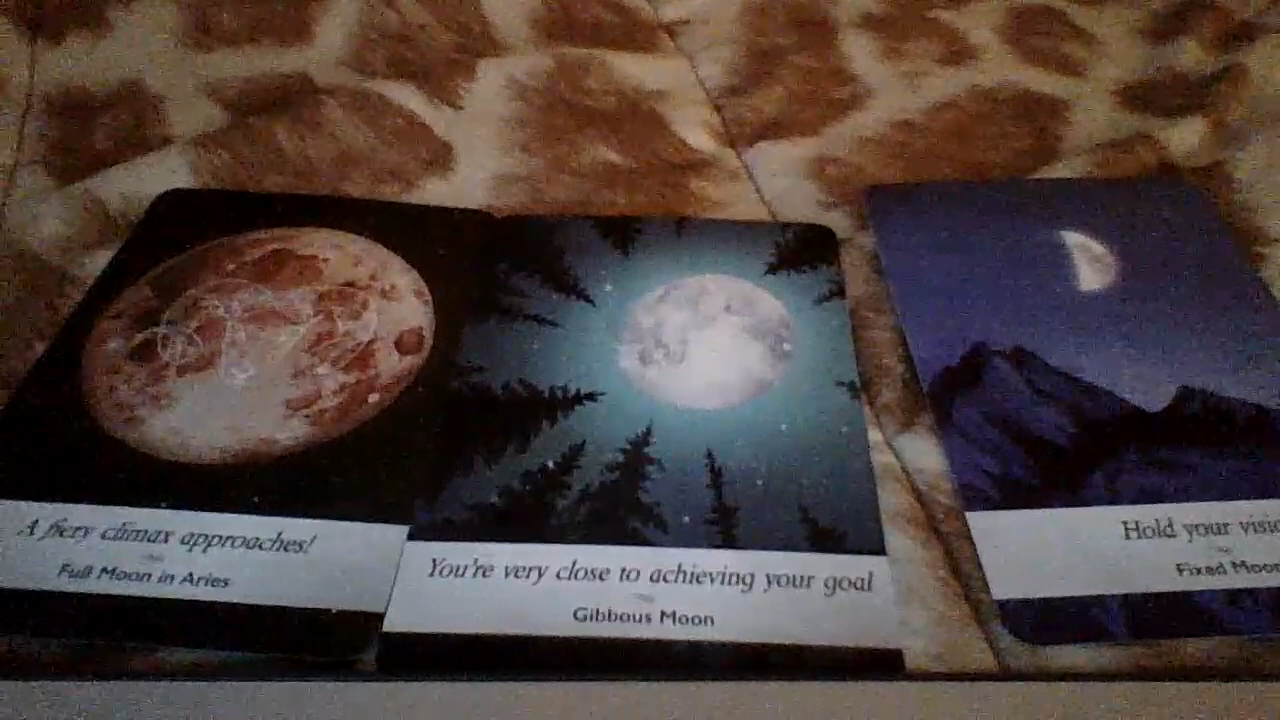 A fiery climax approaches!
Full Moon in Aries
You're very close to achieving your goal
Gibbous Moon
Hold your
Fixed Moon